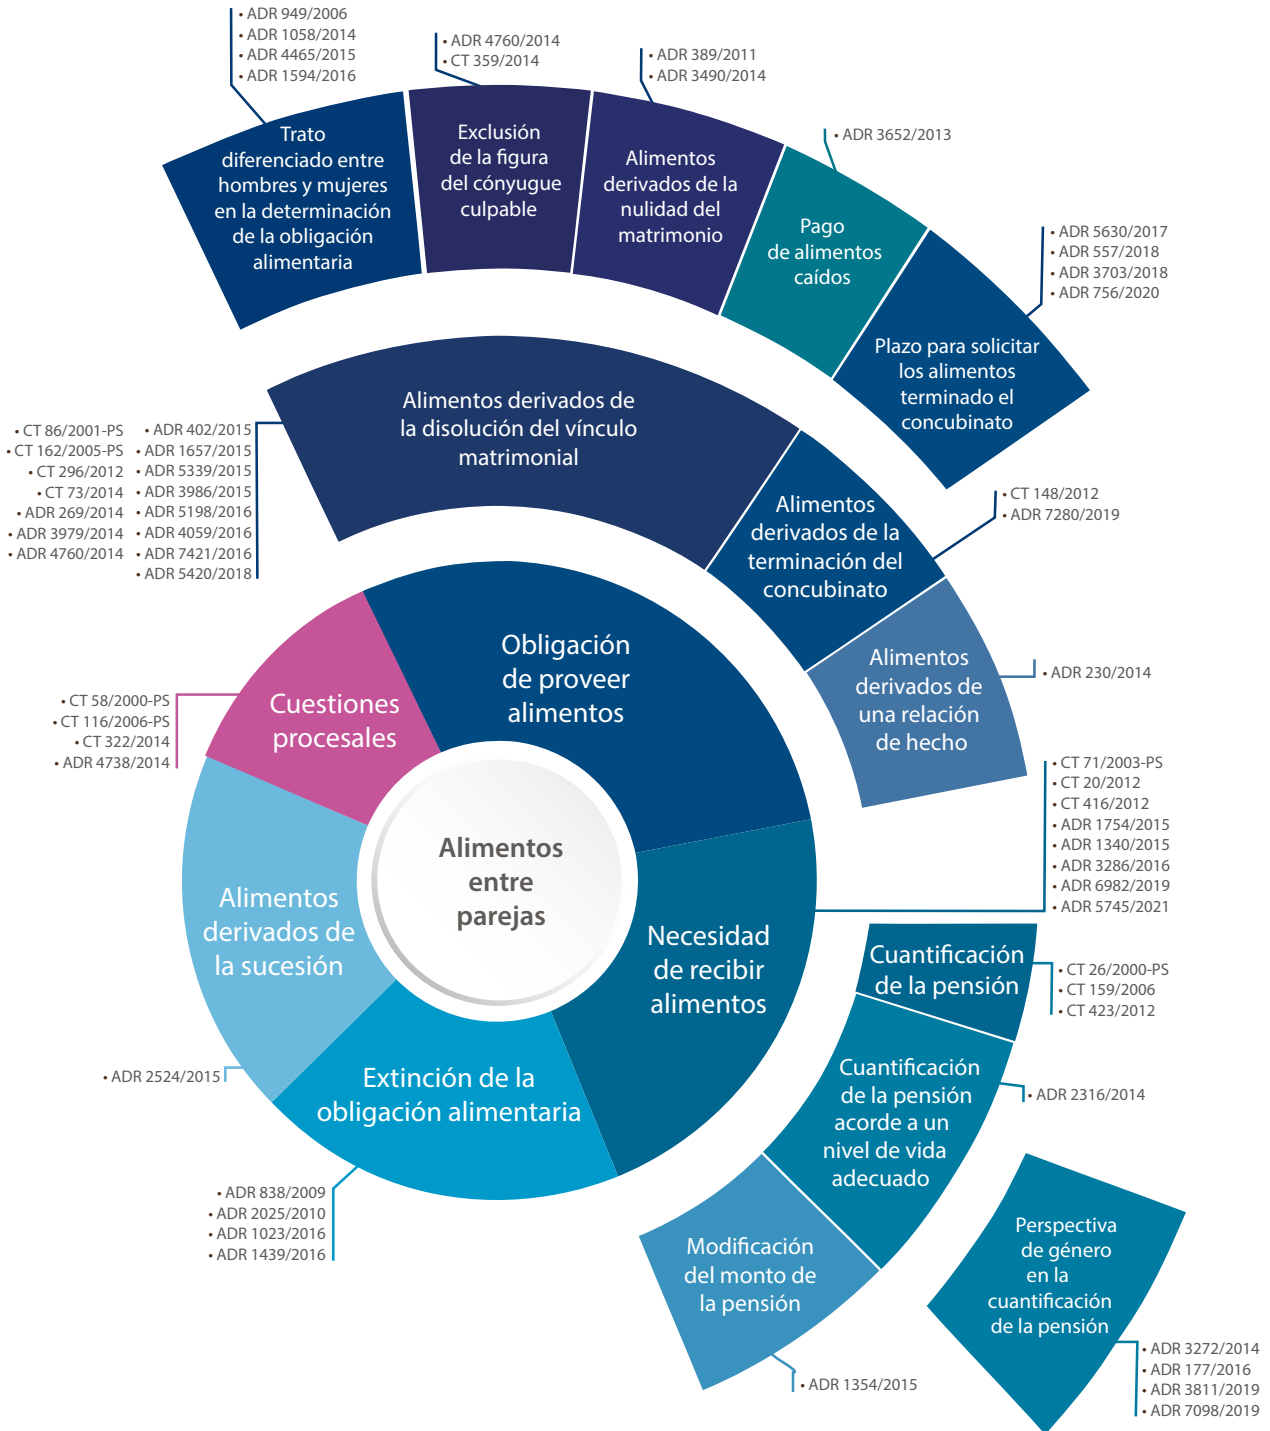 • ADR 949/2006
• ADR 1058/2014
• ADR 4465/2015
• ADR 1594/2016
• ADR 4760/2014
• CT 359/2014
• ADR 389/2011
• ADR 3490/2014
• ADR 3652/2013
• ADR 5630/2017
• ADR 557/2018
• ADR 3703/2018
• ADR 756/2020
Trato
diferenciado entre
hombres y mujeres
en la determinación
de la obligación
alimentaria
Exclusión
de la figura
del cónyugue
culpable
Alimentos
derivados de la
nulidad del
matrimonio
Pago
de alimentos
caídos
Plazo para solicitar
los alimentos
terminado el
concubinato
Alimentos derivados de
la disolución del vínculo
matrimonial
• CT 86/2001-PS
• CT 162/2005-PS
• CT 296/2012
• CT 73/2014
• ADR 269/2014
• ADR 3979/2014
• ADR 4760/2014
• ADR 402/2015
• ADR 1657/2015
• ADR 5339/2015
• ADR 3986/2015
• ADR 5198/2016
• ADR 4059/2016
• ADR 7421/2016
• ADR 5420/2018
Alimentos
derivados de la
terminación del
concubinato
• CT 148/2012
• ADR 7280/2019
Alimentos
derivados de
una relación
de hecho
• ADR 230/2014
Obligación
de proveer
alimentos
Cuestiones
procesales
• CT 58/2000-PS
• CT 116/2006-PS
• CT 322/2014
• ADR 4738/2014
Alimentos
entre
parejas
• CT 71/2003-PS
• CT 20/2012
• CT 416/2012
• ADR 1754/2015
• ADR 1340/2015
• ADR 3286/2016
• ADR 6982/2019
• ADR 5745/2021
Alimentos
derivados de
la sucesión
Necesidad
de recibir
alimentos
Cuantificación
de la pensión
• CT 26/2000-PS
• CT 159/2006
• CT 423/2012
• ADR 2524/2015
Extinción de la
obligación alimentaria
Cuantificación
de la pensión
acorde a un
nivel de vida
adecuado
• ADR 2316/2014
• ADR 838/2009
• ADR 2025/2010
• ADR 1023/2016
• ADR 1439/2016
Modificación
del monto de
la pensión
• ADR 1354/2015
Perspectiva
de género
en la
cuantificación
de la pensión
• ADR 3272/2014
• ADR 177/2016
• ADR 3811/2019
• ADR 7098/2019